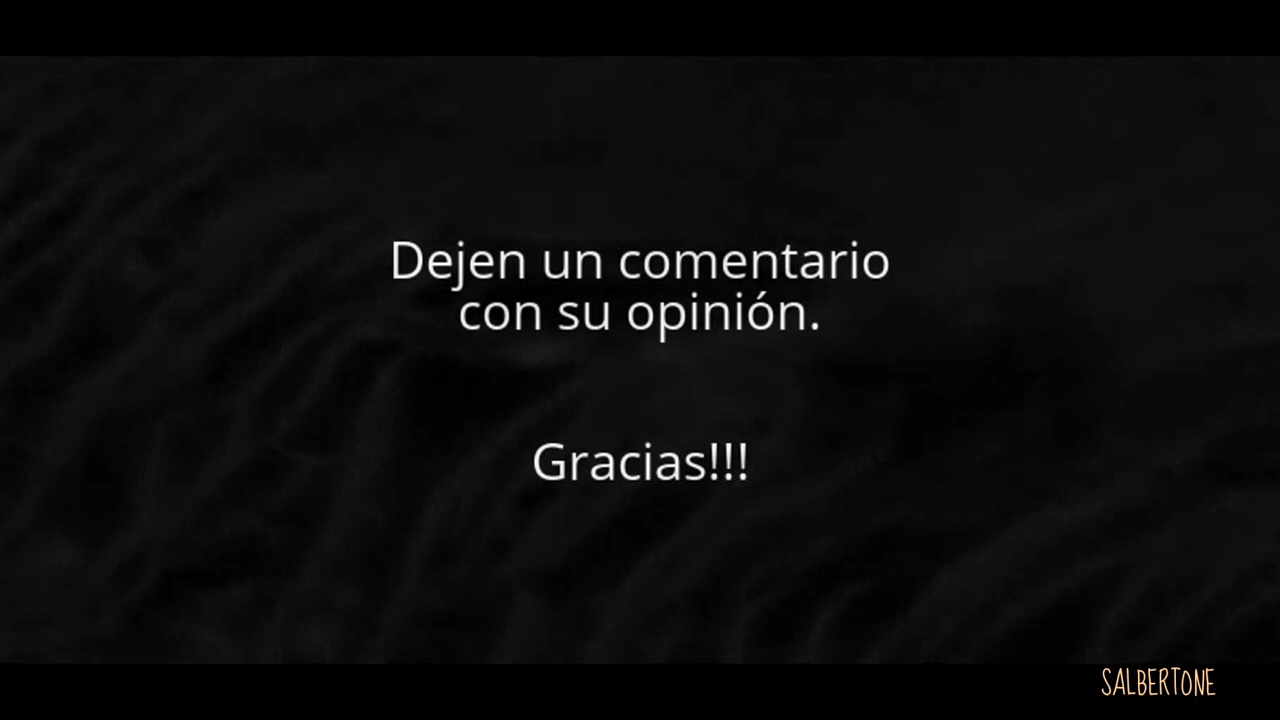 Dejen un comentario
con su opinión.
Gracias!!!
SALBERTONE